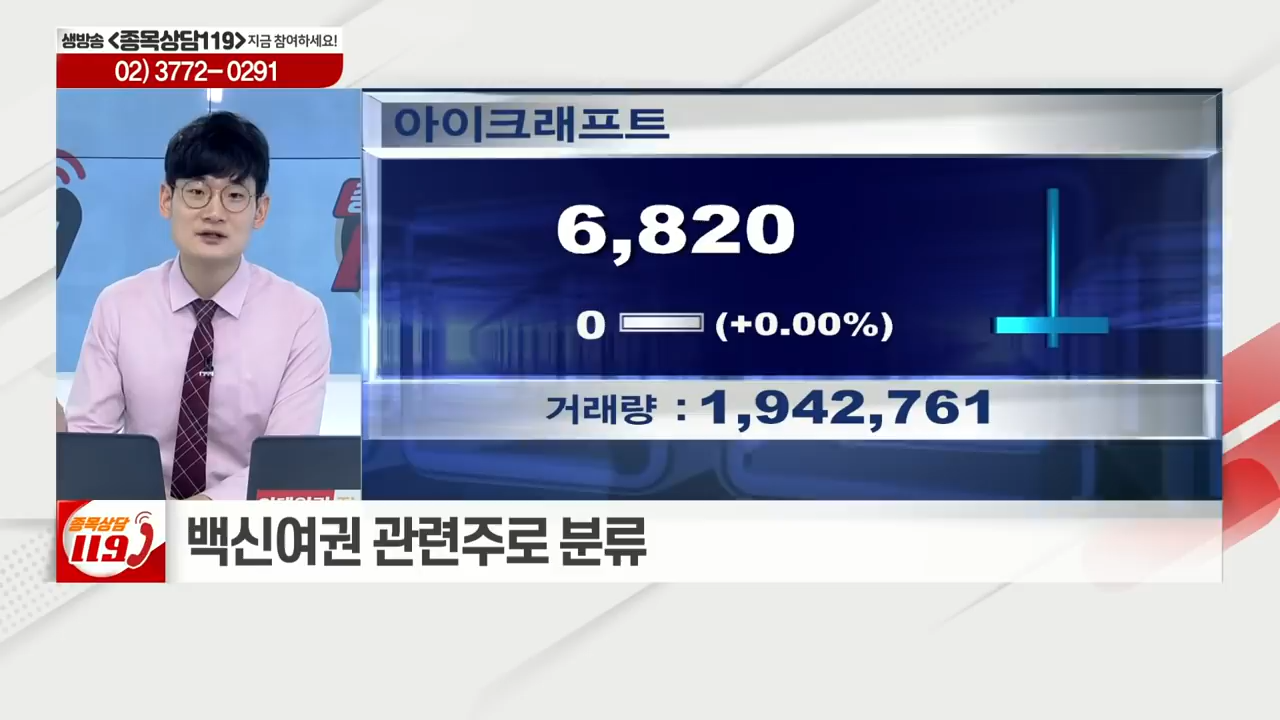 생방송 <종목상담119> 지금 참여하세요!
02) 3772-0291
아이크래프트
6,820
0 (+0.00%)
거래량 : 1,942,761
종목상담
119
백신여권 관련주로 분류